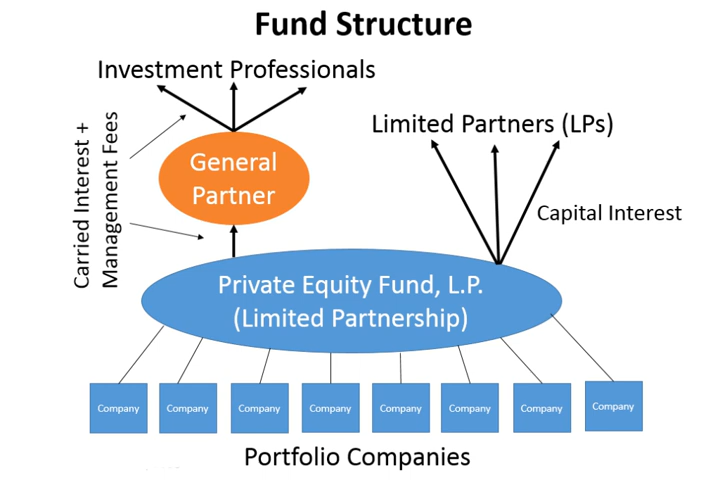 Fund Structure
Investment Professionals
Limited Partners (LPs)
Carried Interest +
Management Fees
General
Partner
Capital Interest
Private Equity Fund, L.P.
(Limited Partnership)
Company
Company
Company
Company
Company
Company
Company
Company
Portfolio Companies